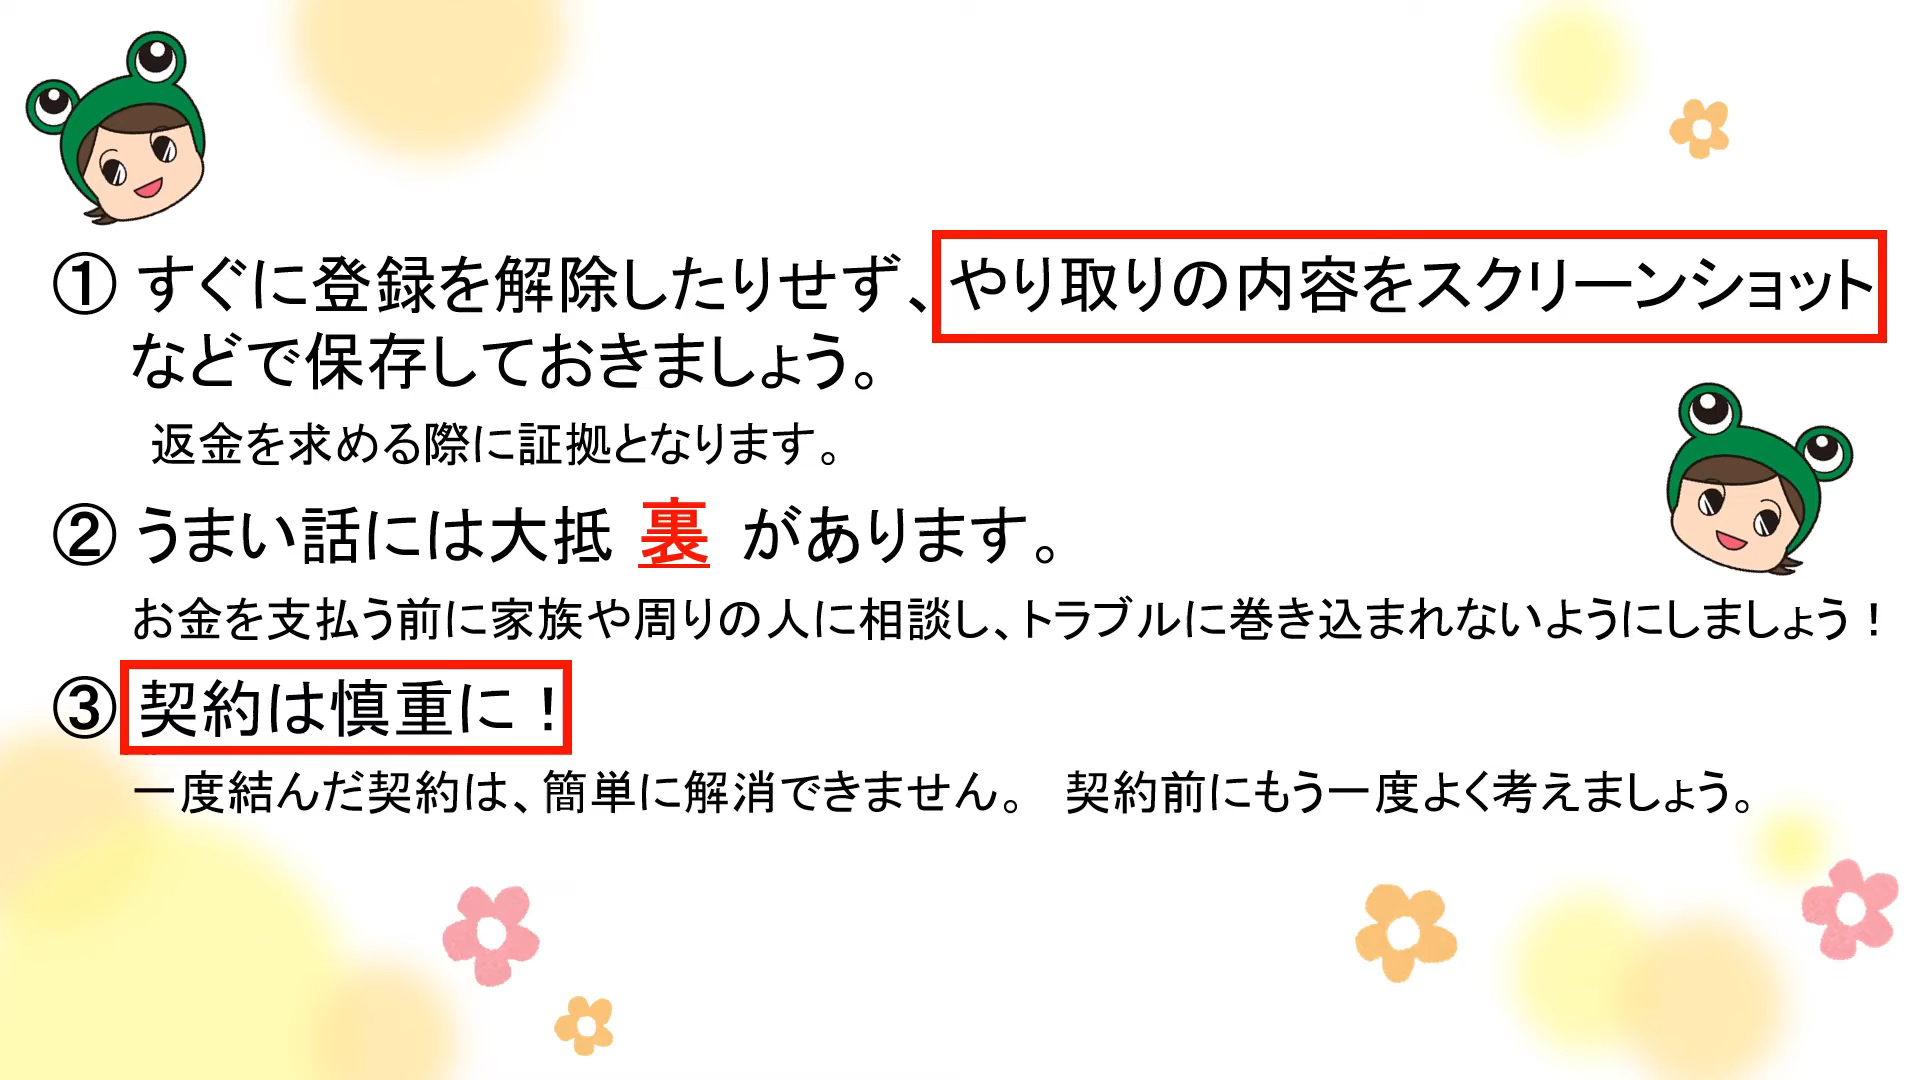 ① すぐに登録を解除したりせず、やり取りの内容をスクリーンショット
などで保存しておきましょう。
返金を求める際に証拠となります。
② うまい話には大抵 裏 があります。
お金を支払う前に家族や周りの人に相談し、トラブルに巻き込まれないようにしましょう！
③ 契約は慎重に！
一度結んだ契約は、簡単に解消できません。 契約前にもう一度よく考えましょう。